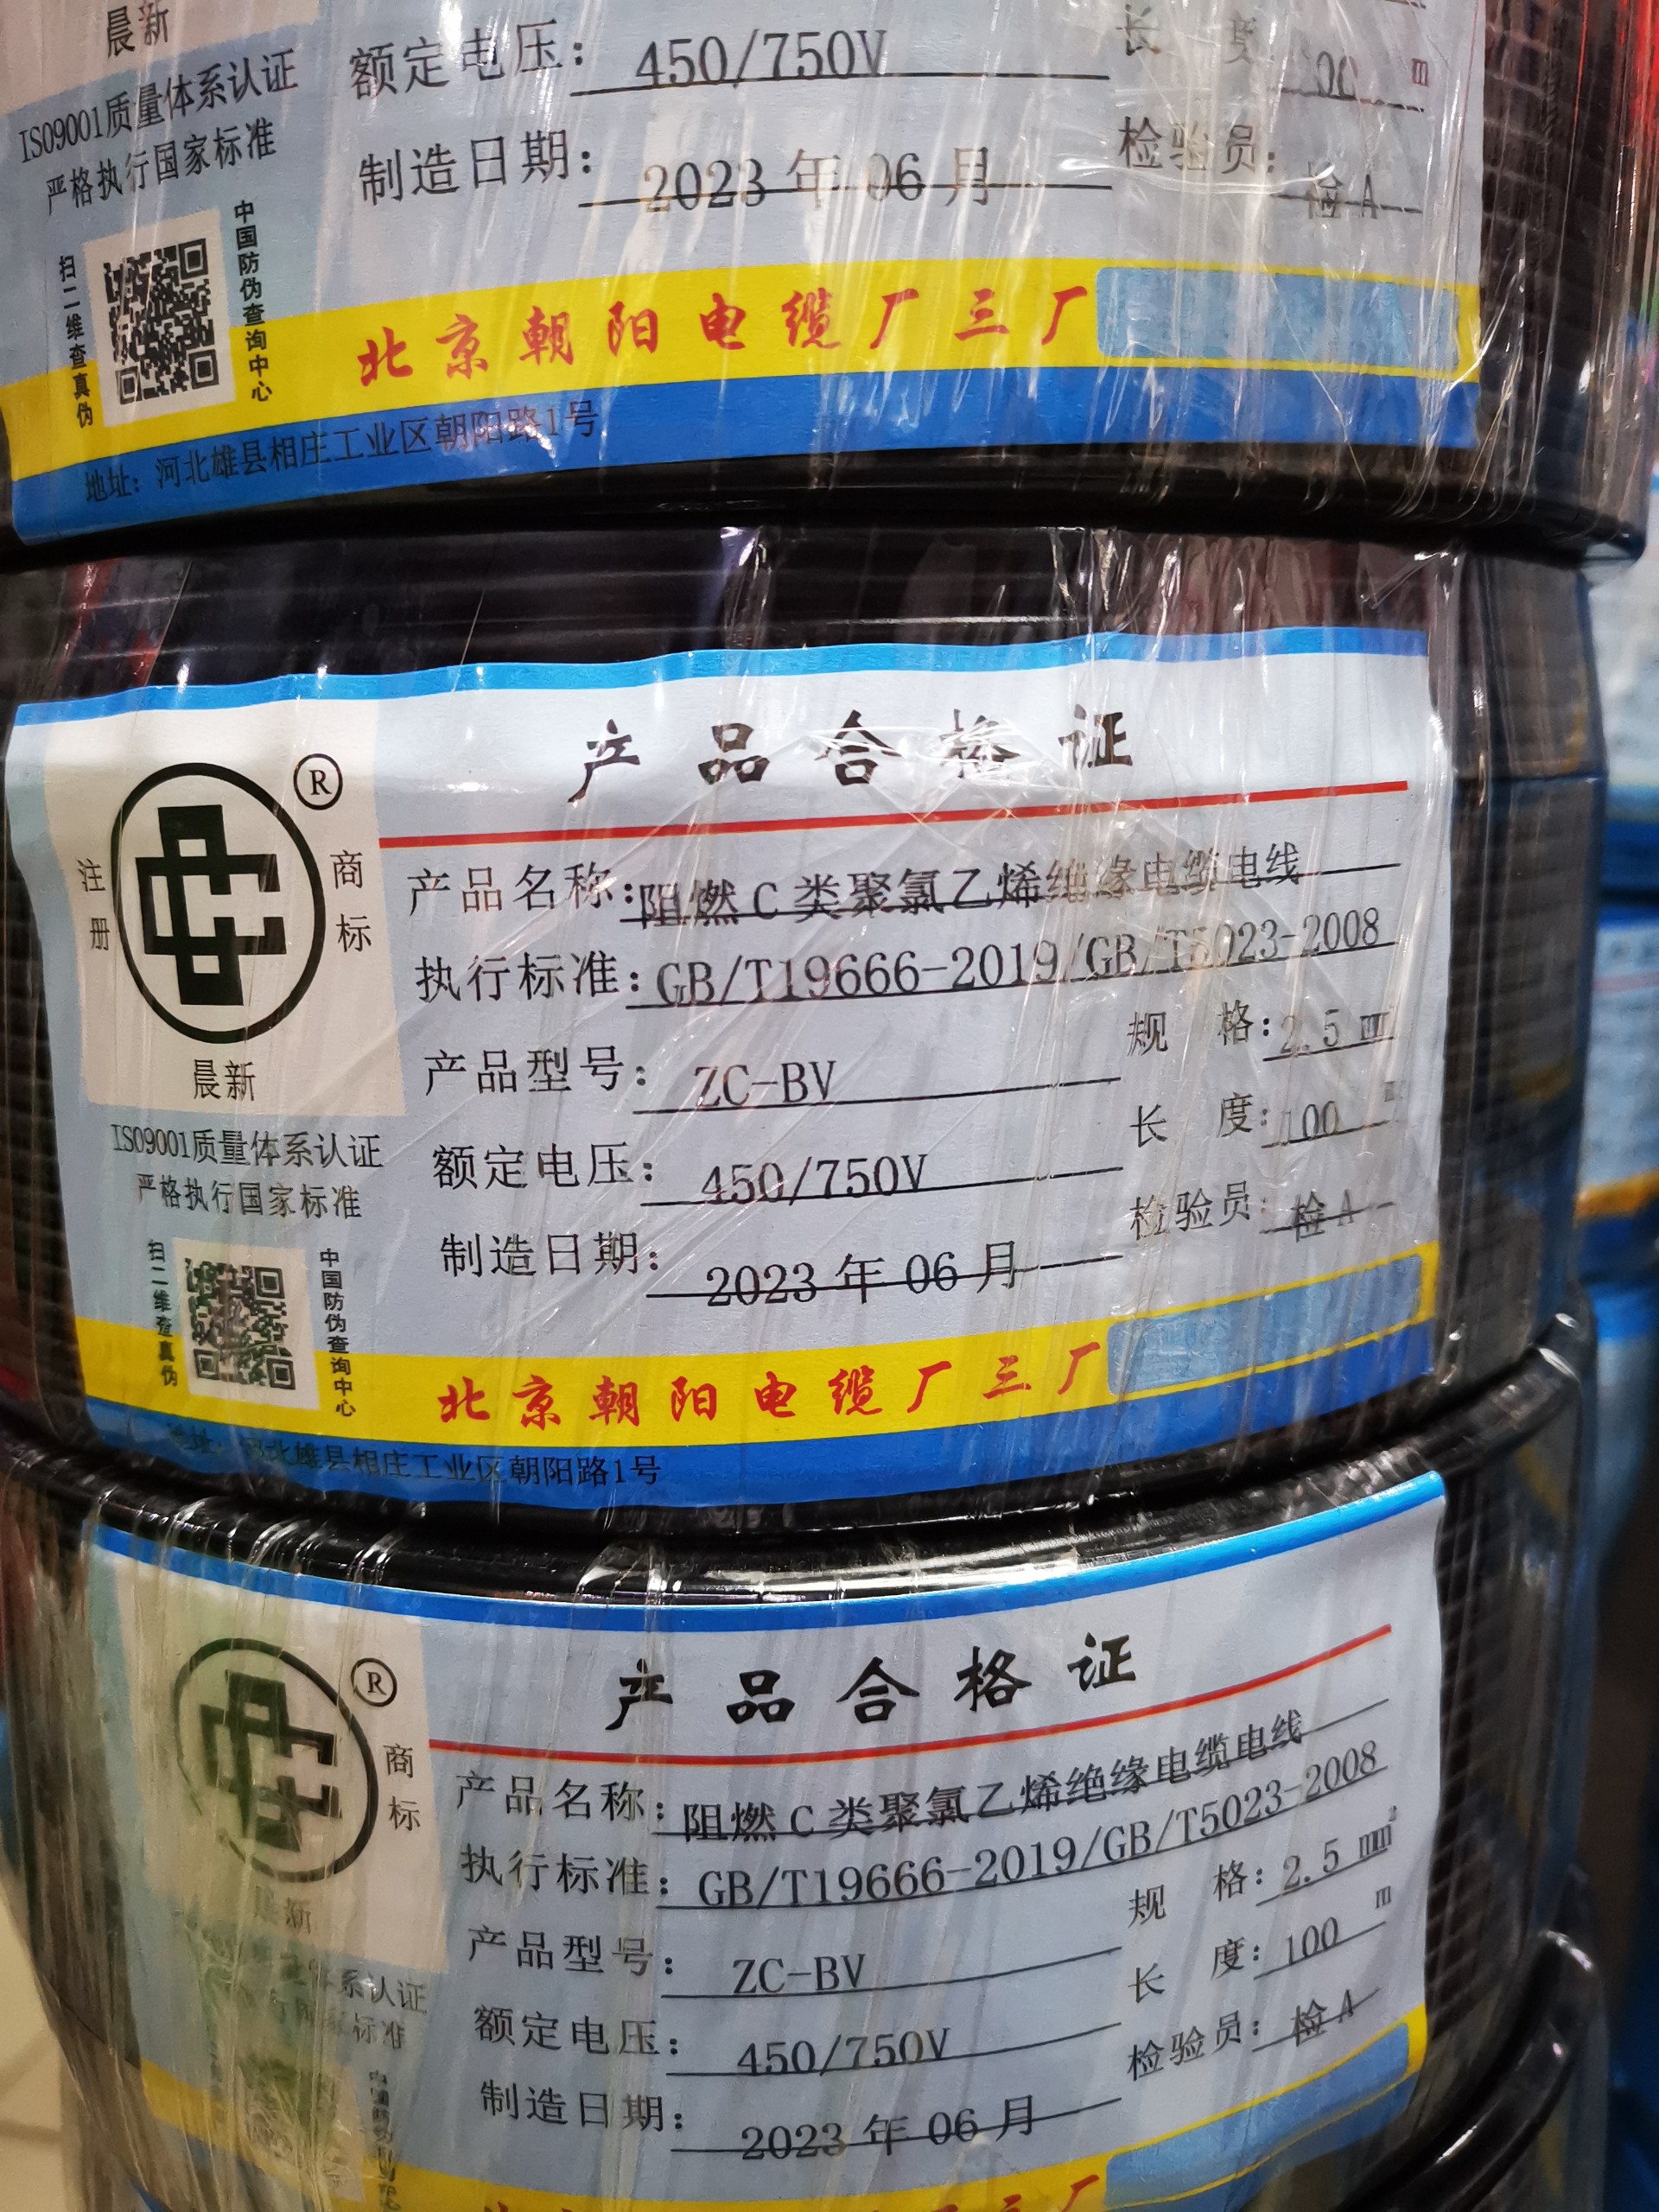 晨新
ISO9001质量体系认证
严格执行国家标准
扫二维查真伪
中国防伪查询中心
额定电压: 450/750V
长 度: 00 m
制造日期: 2023年06月
检验员: 检A
北京朝阳电缆厂三厂
地址: 河北雄县相庄工业区朝阳路1号
产品合格证
注册
商标
®
晨新
ISO9001质量体系认证
严格执行国家标准
扫二维查真伪
中国防伪查询中心
产品名称: 阻燃C类聚氯乙烯绝缘电缆电线
执行标准: GB/T19666-2019/GB/T5023-2008
产品型号: ZC-BV
规 格: 2.5
额定电压: 450/750V
长 度: 100
制造日期: 2023年06月
检验员: 检A
北京朝阳电缆厂三厂
地址: 河北雄县相庄工业区朝阳路1号
产品合格证
®
商标
新
体系认证
标准
产品名称: 阻燃C类聚氯乙烯绝缘电缆电线
执行标准: GB/T19666-2019/GB/T5023-2008
产品型号: ZC-BV
规 格: 2.5 mm²
额定电压: 450/750V
长 度: 100 m
制造日期: 2023年06月
检验员: 检A